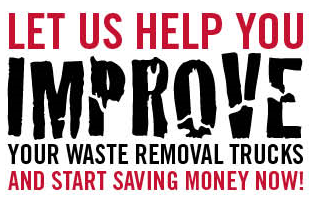 LET US HELP YOU
IMPROVE
YOUR WASTE REMOVAL TRUCKS
AND START SAVING MONEY NOW!